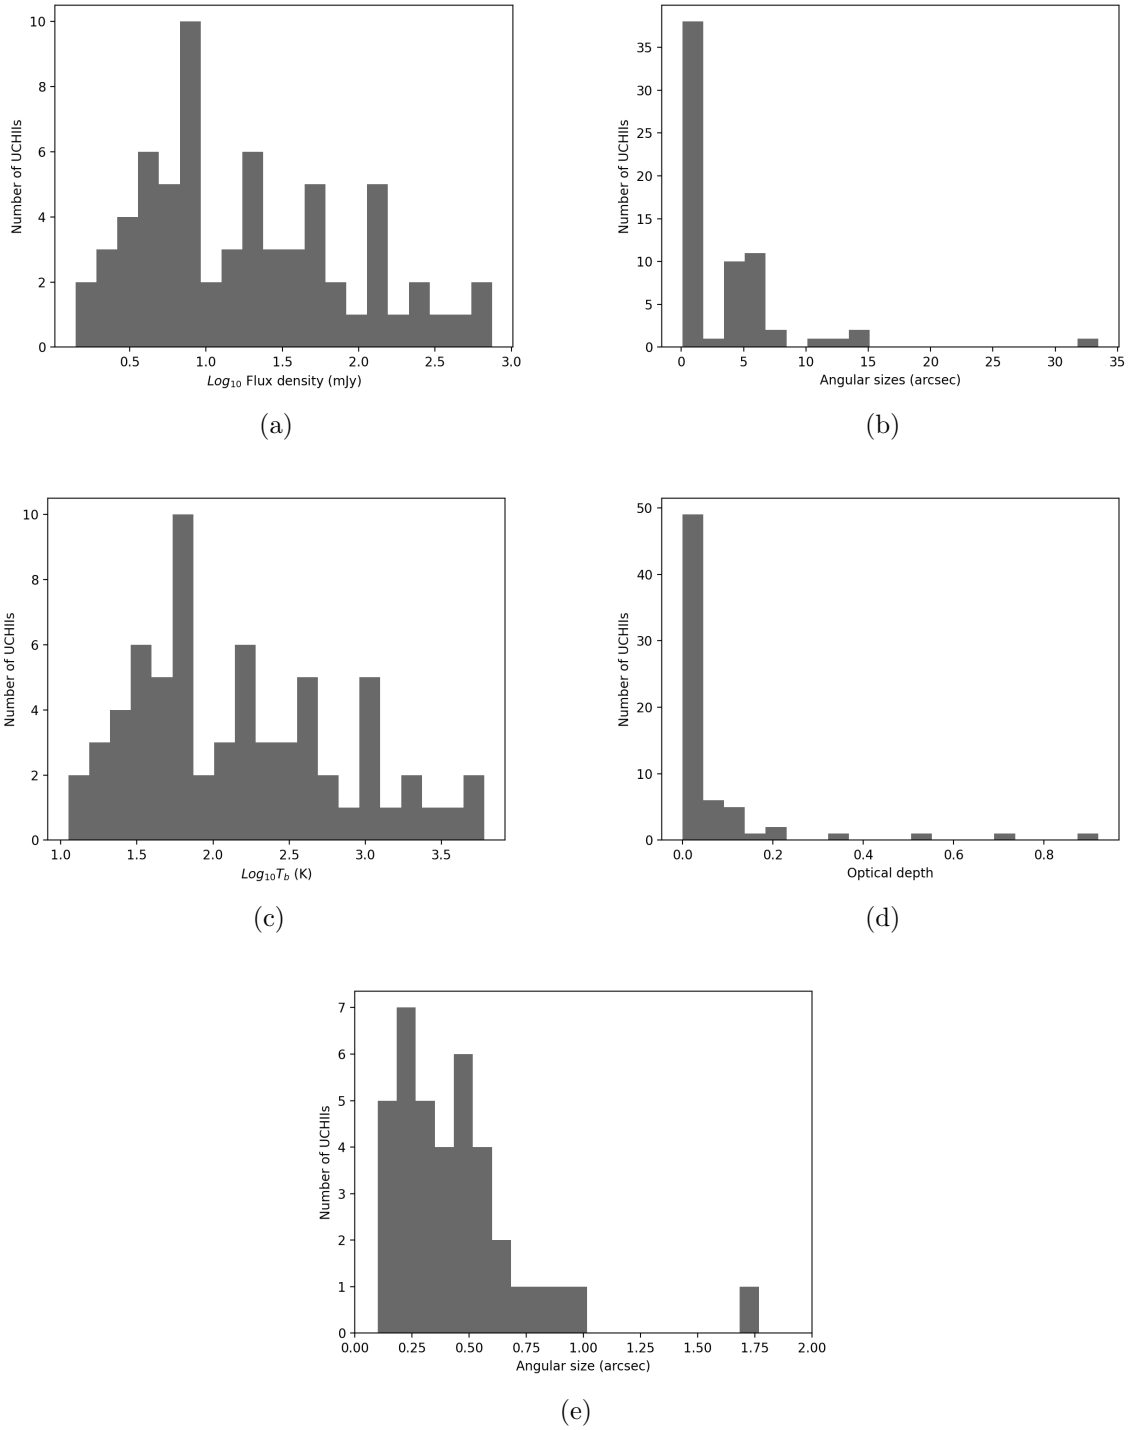 10
8
6
4
2
0
Number of UCHIIs
0.5 1.0 1.5 2.0 2.5 3.0
Log10 Flux density (mJy)
(a)
35
30
25
20
15
10
5
0
Number of UCHIIs
0 5 10 15 20 25 30 35
Angular sizes (arcsec)
(b)
10
8
6
4
2
0
Number of UCHIIs
1.0 1.5 2.0 2.5 3.0 3.5
Log10Tb (K)
(c)
50
40
30
20
10
0
Number of UCHIIs
0.0 0.2 0.4 0.6 0.8
Optical depth
(d)
7
6
5
4
3
2
1
0
Number of UCHIIs
0.00 0.25 0.50 0.75 1.00 1.25 1.50 1.75 2.00
Angular size (arcsec)
(e)